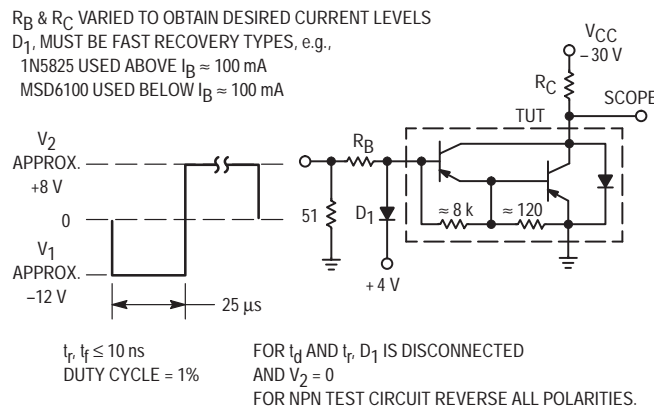 R_B & R_C VARIED TO OBTAIN DESIRED CURRENT LEVELS
D_1, MUST BE FAST RECOVERY TYPES, e.g.,
1N5825 USED ABOVE I_B ≈ 100 mA
MSD6100 USED BELOW I_B ≈ 100 mA
V_CC
– 30 V
R_C
SCOPE
TUT
V_2
APPROX.
+8 V
0
V_1
APPROX.
–12 V
25 µs
51
R_B
D_1
+ 4 V
≈ 8 k
≈ 120
t_r, t_f ≤ 10 ns
DUTY CYCLE = 1%
FOR t_d AND t_r, D_1 IS DISCONNECTED
AND V_2 = 0
FOR NPN TEST CIRCUIT REVERSE ALL POLARITIES.